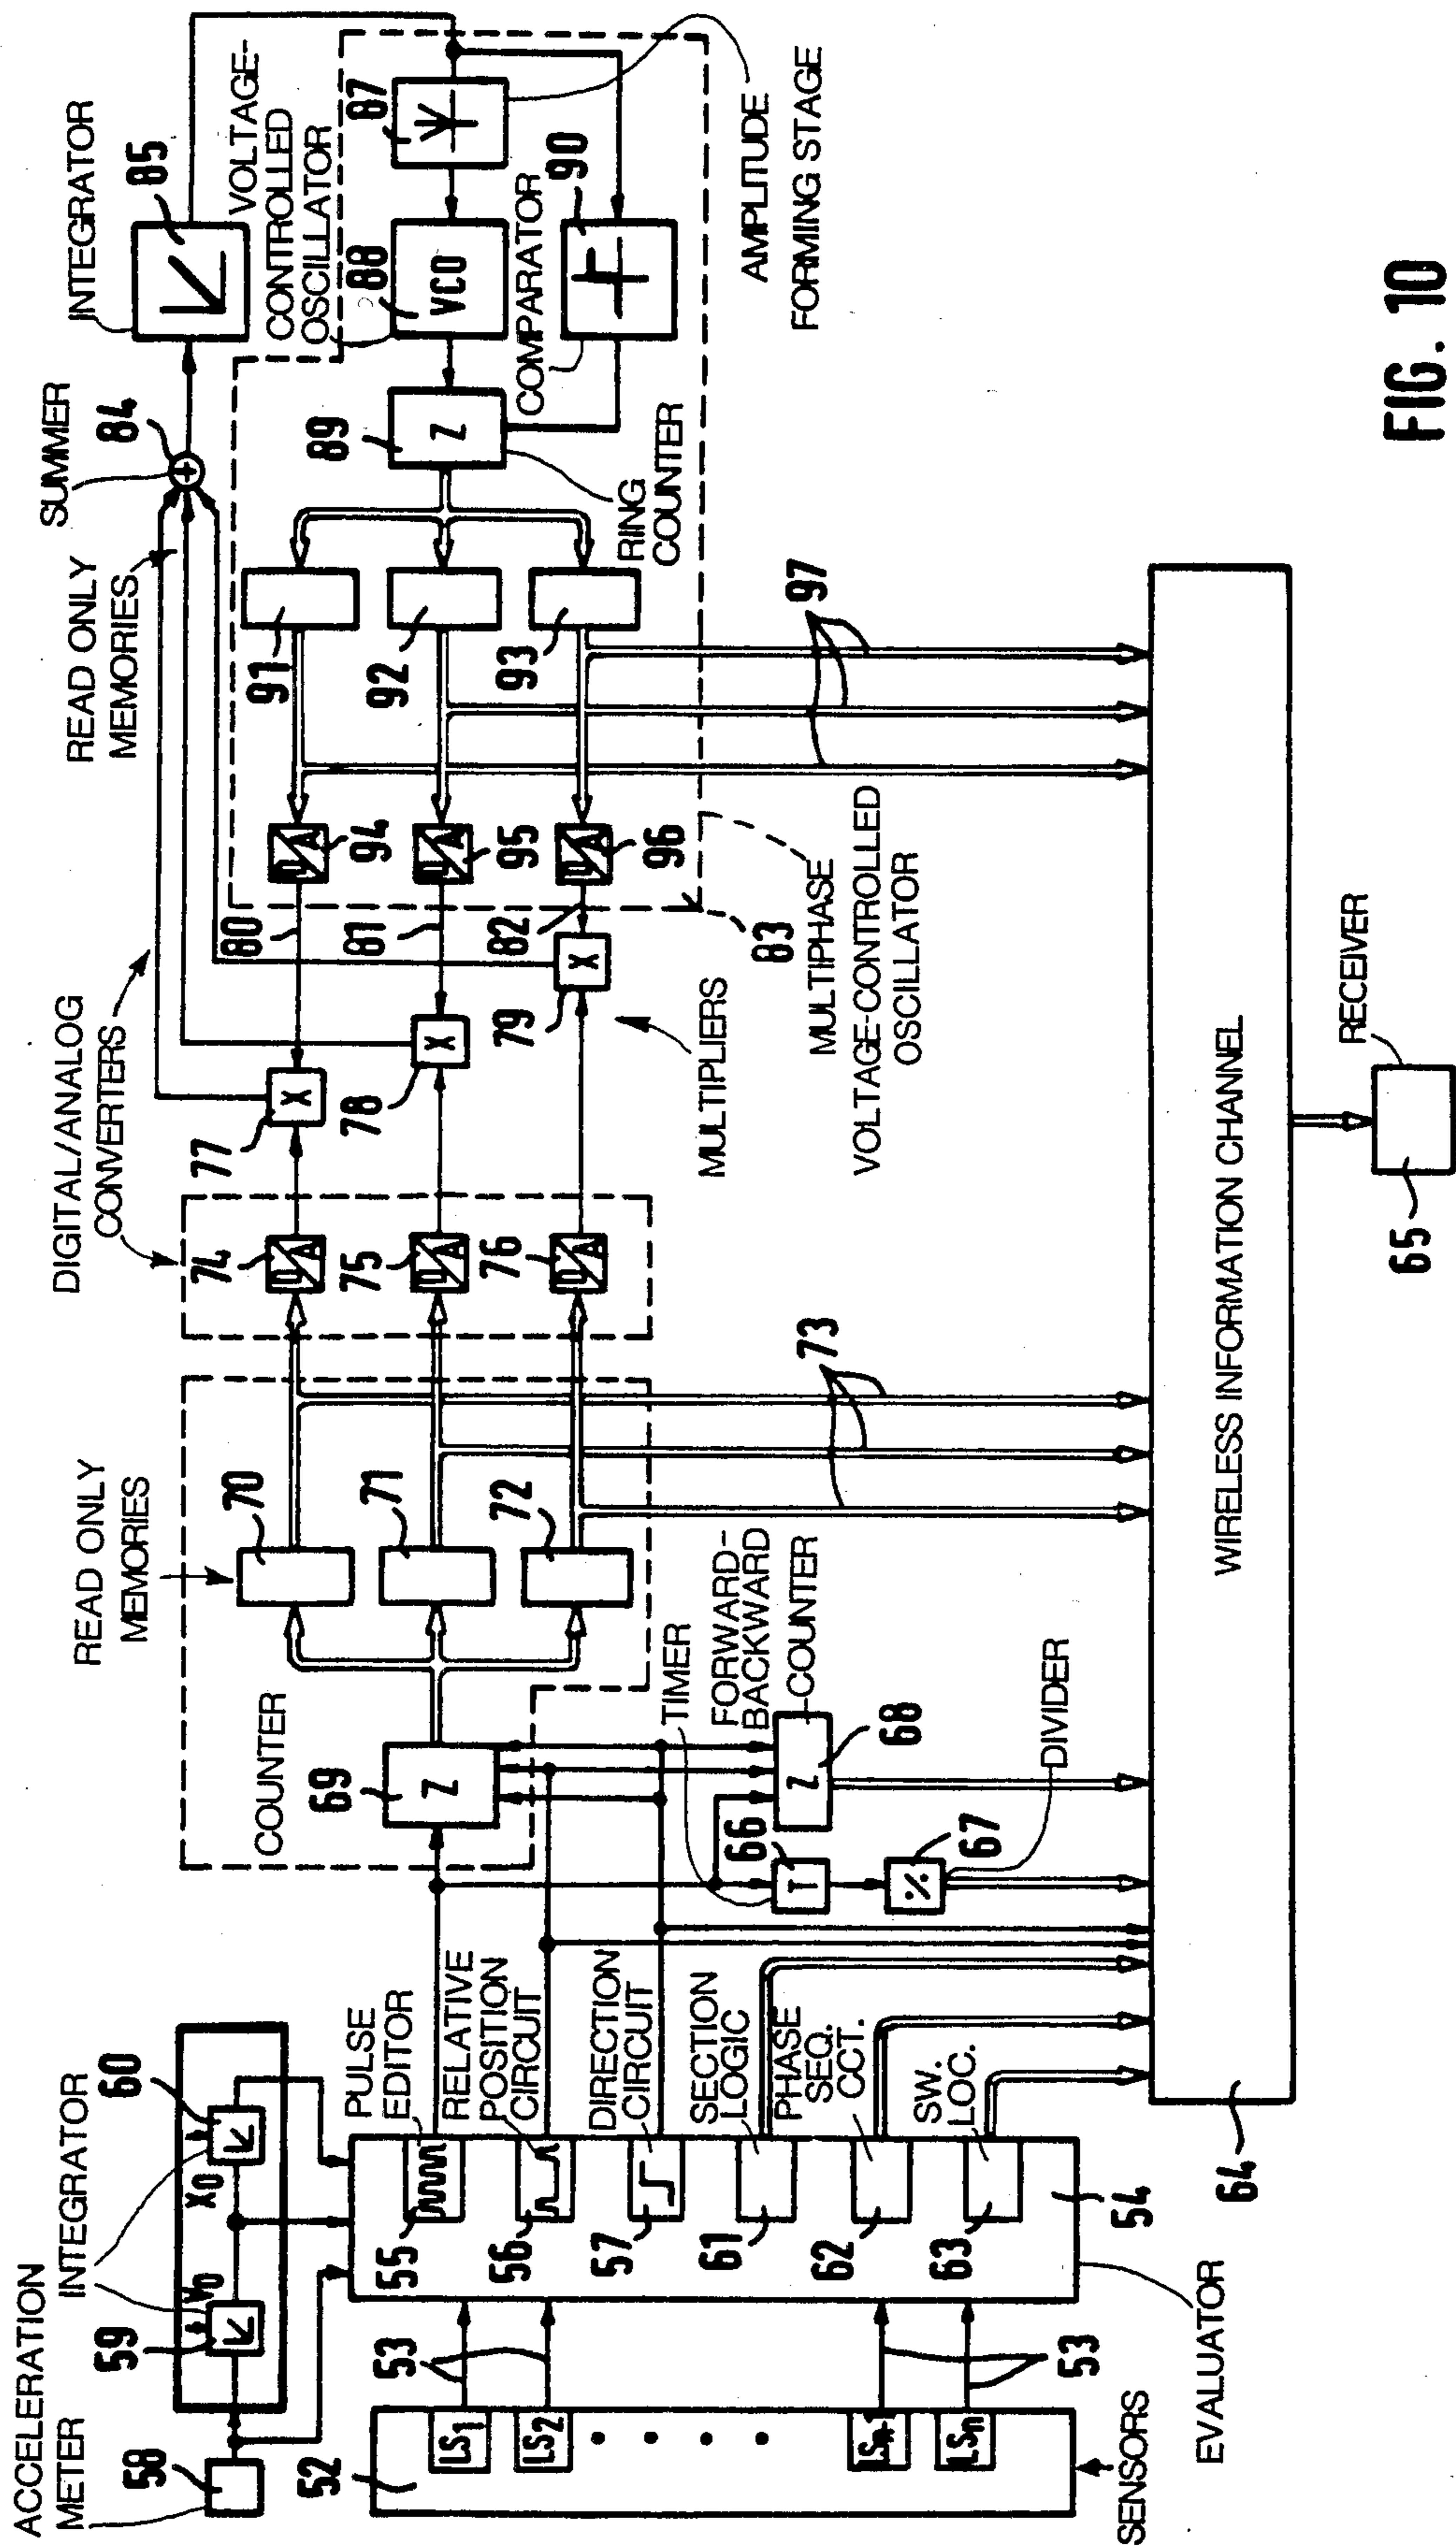 ACCELERATION
METER
58
59
V0
X0
60
INTEGRATOR
52
LS1
LS2
LSn-1
LSn
SENSORS
53
53
EVALUATOR
54
55
56
57
61
62
63
PULSE
EDITOR
RELATIVE
POSITION
CIRCUIT
DIRECTION
CIRCUIT
SECTION
LOGIC
PHASE
SEQ.
CCT.
SW.
LOC.
COUNTER
69
Z
TIMER
66
T
67
%
DIVIDER
FORWARD-
BACKWARD
COUNTER
68
Z
READ ONLY
MEMORIES
70
71
72
73
DIGITAL/ANALOG
CONVERTERS
74
D
A
75
D
A
76
D
A
77
X
78
X
79
X
MULTIPLIERS
80
81
82
83
MULTIPHASE
VOLTAGE-CONTROLLED
OSCILLATOR
94
D
A
95
D
A
96
D
A
READ ONLY
MEMORIES
91
92
93
97
SUMMER
84
+
INTEGRATOR
85
VOLTAGE-
CONTROLLED
OSCILLATOR
87
88
VCO
89
Z
RING
COUNTER
COMPARATOR
90
AMPLITUDE
FORMING STAGE
WIRELESS INFORMATION CHANNEL
64
RECEIVER
65
FIG. 10